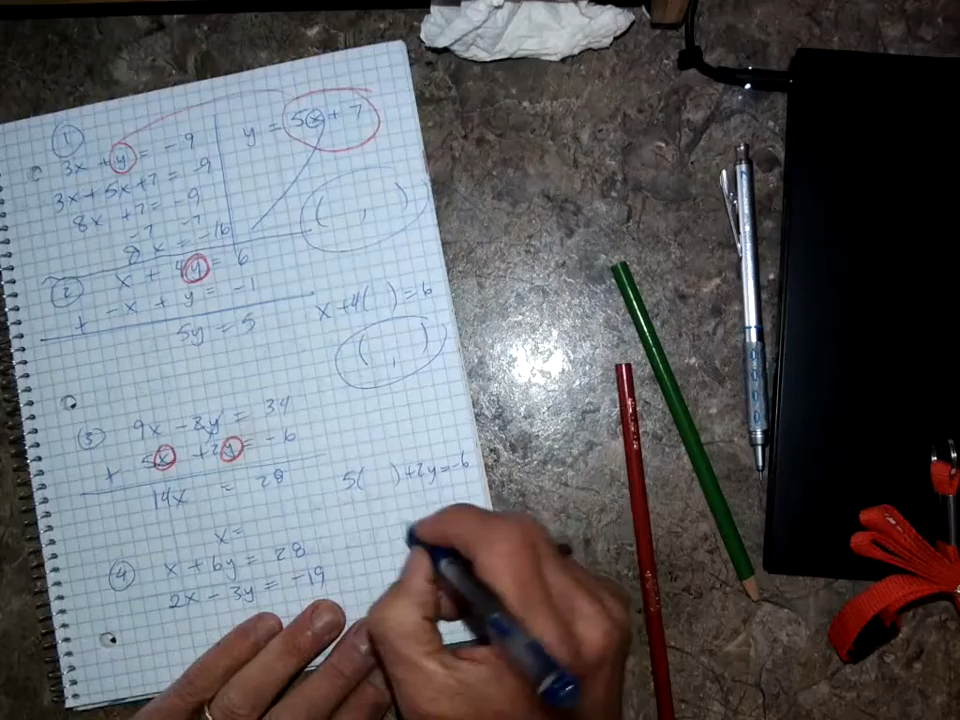 ①
3x + y = -9
y = 5x + 7
3x + 5x + 7 = -9
8x + 7 = -9
-7 -7
8x = -16
( , )
②
x + 4y = 6
-x + y = -1
+
5y = 5
x + 4( ) = 6
( , )
③
9x - 2y = 34
+ 5x + 2y = -6
14x = 28
5( ) + 2y = -6
x =
④
x + 6y = 28
2x - 3y = -19